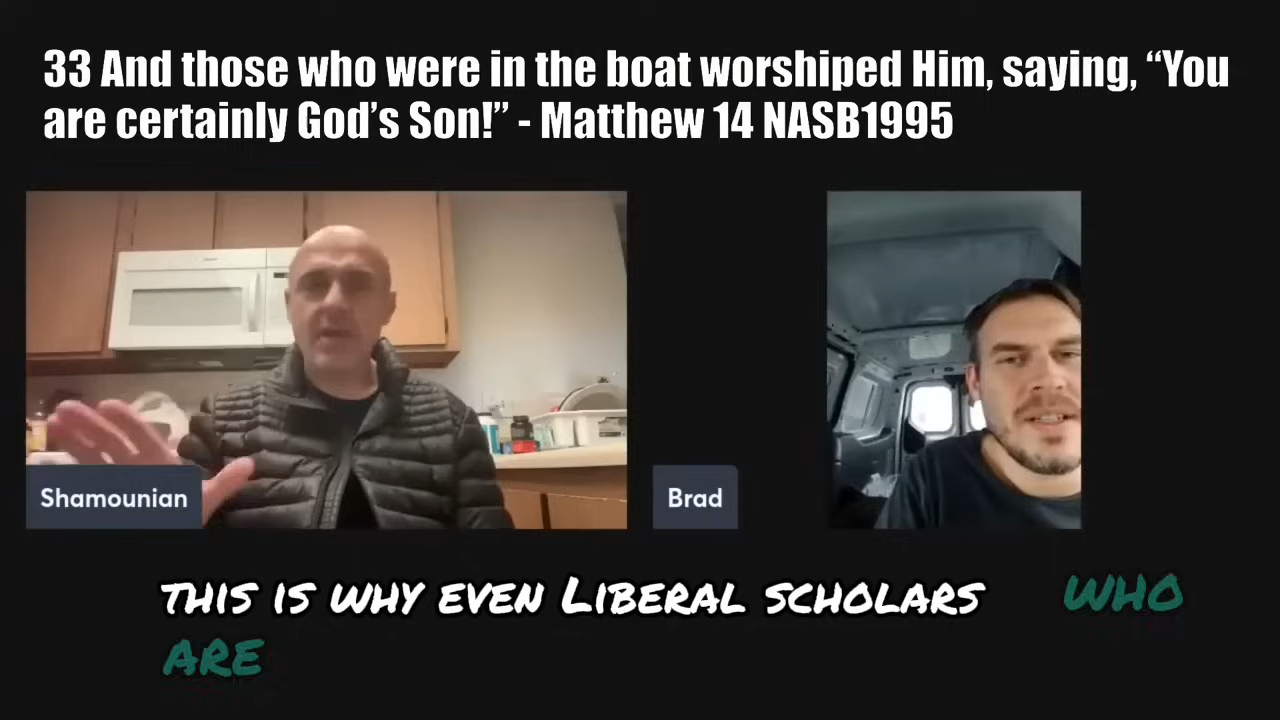 33 And those who were in the boat worshiped Him, saying, “You
are certainly God’s Son!” - Matthew 14 NASB1995
Shamounian
Brad
THIS IS WHY EVEN LIBERAL SCHOLARS WHO
ARE